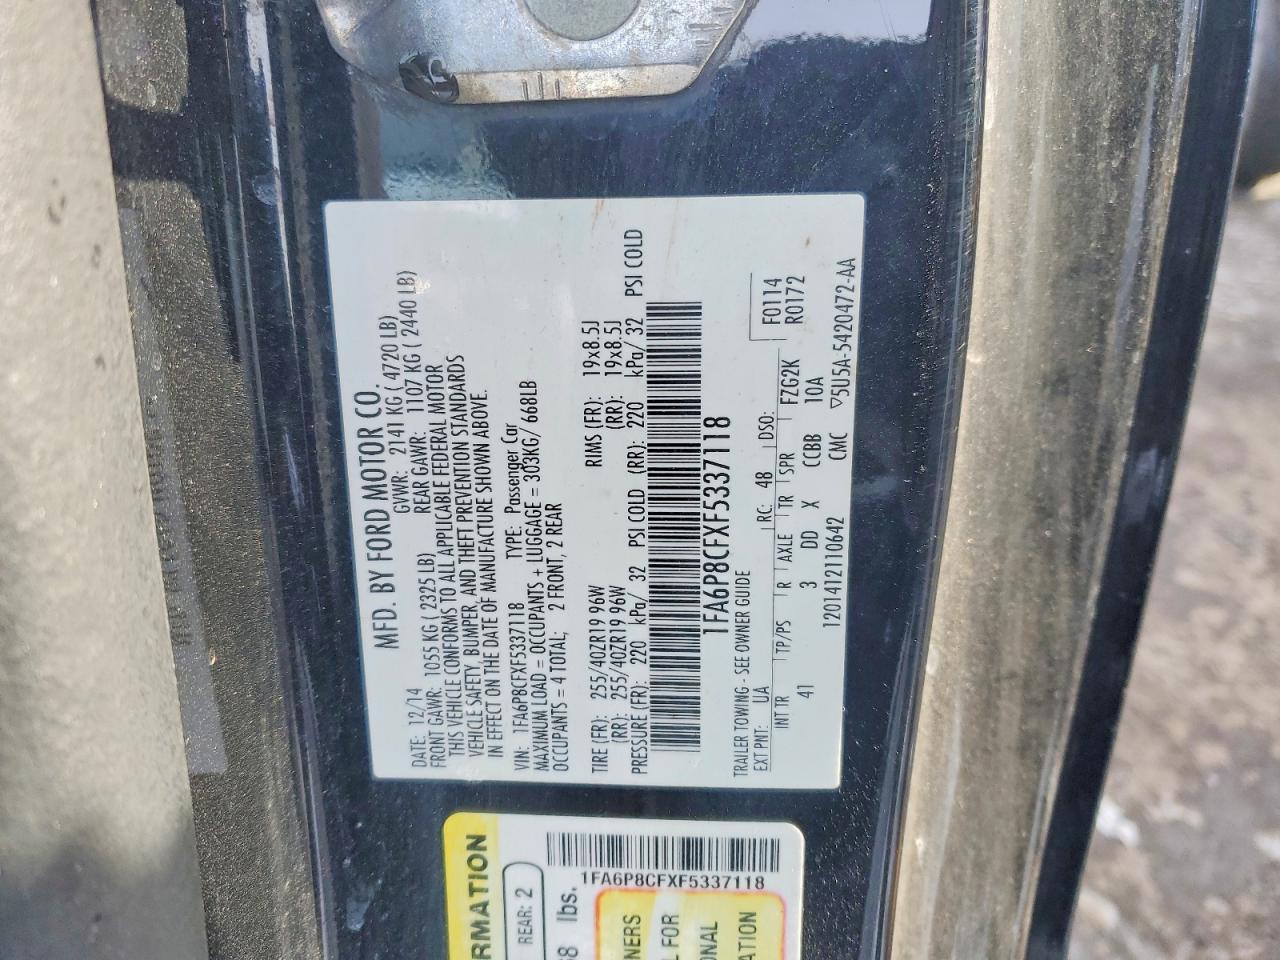 MFD. BY FORD MOTOR CO.
DATE: 12/14 GVWR: 2141 KG ( 4720 LB)
FRONT GAWR: 1055 KG ( 2325 LB) REAR GAWR: 1107 KG ( 2440 LB)
THIS VEHICLE CONFORMS TO ALL APPLICABLE FEDERAL MOTOR
VEHICLE SAFETY, BUMPER, AND THEFT PREVENTION STANDARDS
IN EFFECT ON THE DATE OF MANUFACTURE SHOWN ABOVE.
VIN: 1FA6P8CFXF5337118 TYPE: Passenger Car
MAXIMUM LOAD = OCCUPANTS + LUGGAGE = 303KG/ 668LB
OCCUPANTS = 4 TOTAL; 2 FRONT, 2 REAR
TIRE (FR): 255/40ZR19 96W RIMS (FR): 19x8.5J
(RR): 255/40ZR19 96W (RR): 19x8.5J
PRESSURE (FR): 220 kPa/ 32 PSI COLD (RR): 220 kPa/ 32 PSI COLD
1FA6P8CFXF5337118
TRAILER TOWING - SEE OWNER GUIDE
F0114
R0172
EXT PNT: UA RC: 48 DSO:
INT TR TP/PS R AXLE TR SPR FZG2K
41 3 DD X CCBB 10A
12014121110642 CMC ▽5U5A-5420472-AA
RMATION
REAR: 2
lbs.
1FA6P8CFXF5337118
NERS
L FOR
ONAL
ATION